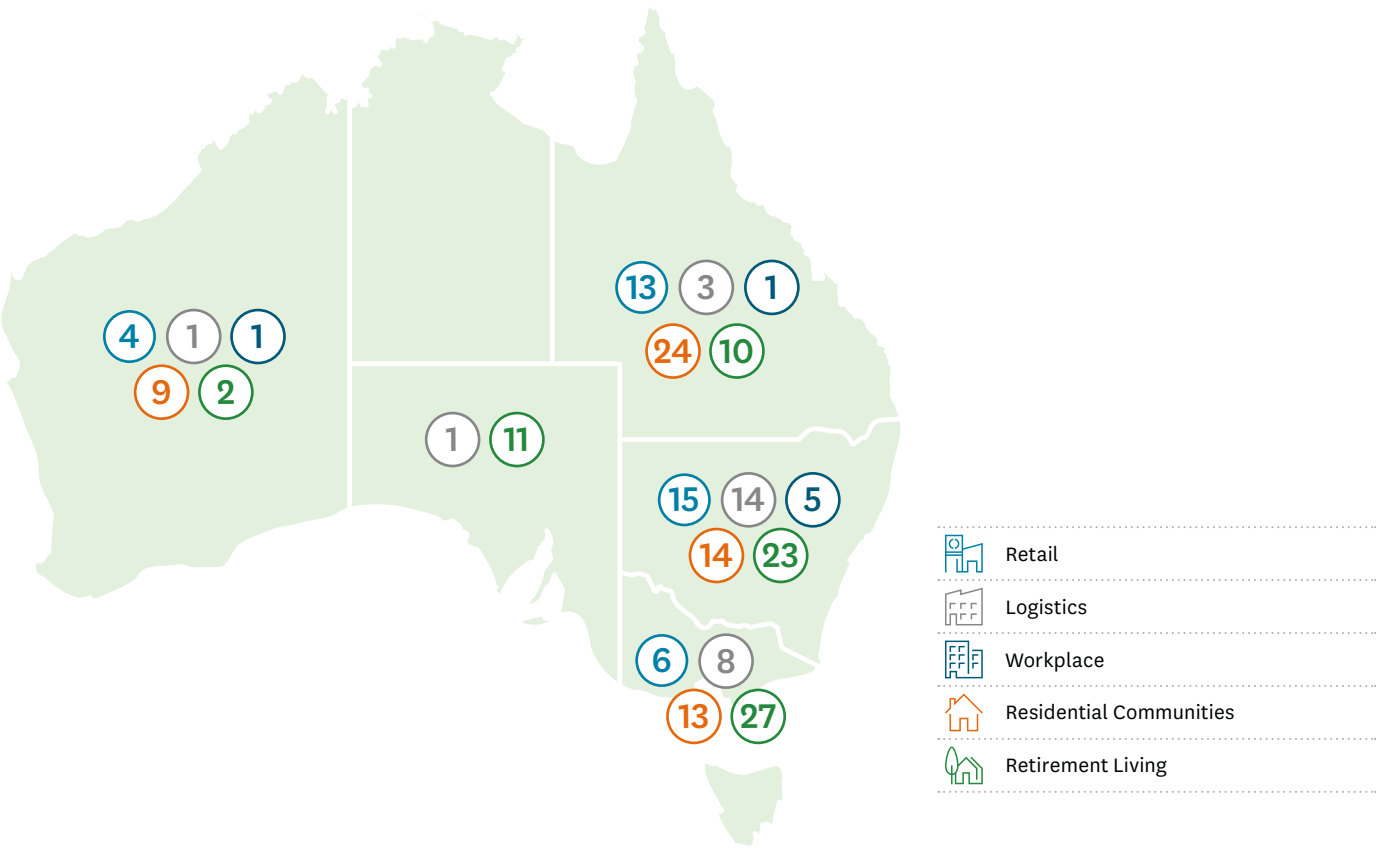 13 3 1
24 10
4 1 1
9 2
1 11
15 14 5
14 23
6 8
13 27
Retail
Logistics
Workplace
Residential Communities
Retirement Living